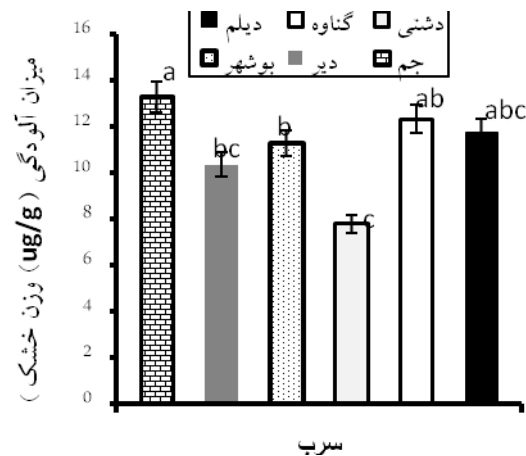 دیلم گناوه دشنی
بوشهر دیر جم
میزان آلودگی (ug/g) وزن خشک )
16
14
12
10
8
6
4
2
0
a
bc
b
c
ab
abc
سرب